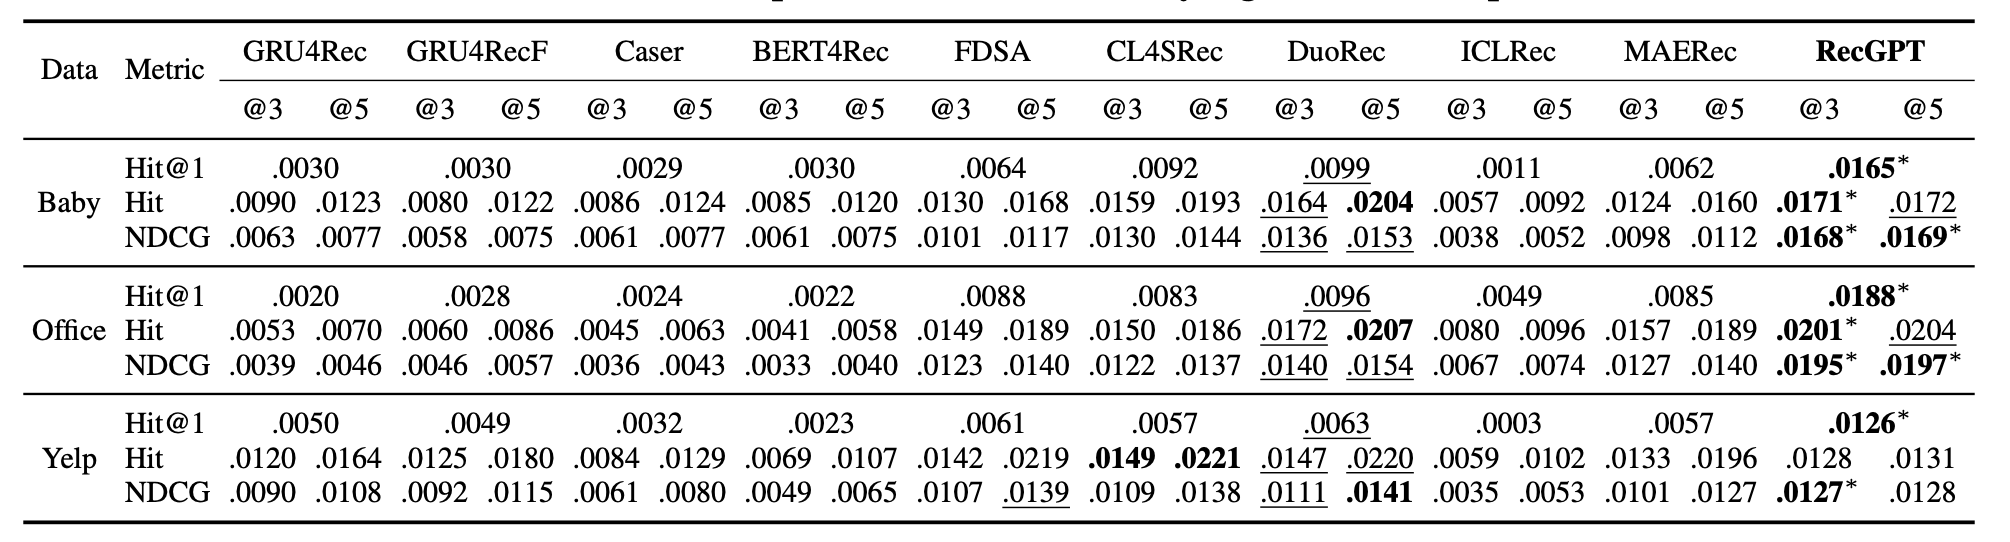 Data Metric GRU4Rec GRU4RecF Caser BERT4Rec FDSA CL4SRec DuoRec ICLRec MAERec RecGPT
@3 @5 @3 @5 @3 @5 @3 @5 @3 @5 @3 @5 @3 @5 @3 @5 @3 @5 @3 @5
Hit@1 .0030 .0030 .0029 .0030 .0064 .0092 .0099 .0011 .0062 .0165*
Baby Hit .0090 .0123 .0080 .0122 .0086 .0124 .0085 .0120 .0130 .0168 .0159 .0193 .0164 .0204 .0057 .0092 .0124 .0160 .0171* .0172
NDCG .0063 .0077 .0058 .0075 .0061 .0077 .0061 .0075 .0101 .0117 .0130 .0144 .0136 .0153 .0038 .0052 .0098 .0112 .0168* .0169*
Hit@1 .0020 .0028 .0024 .0022 .0088 .0083 .0096 .0049 .0085 .0188*
Office Hit .0053 .0070 .0060 .0086 .0045 .0063 .0041 .0058 .0149 .0189 .0150 .0186 .0172 .0207 .0080 .0096 .0157 .0189 .0201* .0204
NDCG .0039 .0046 .0046 .0057 .0036 .0043 .0033 .0040 .0123 .0140 .0122 .0137 .0140 .0154 .0067 .0074 .0127 .0140 .0195* .0197*
Hit@1 .0050 .0049 .0032 .0023 .0061 .0057 .0063 .0003 .0057 .0126*
Yelp Hit .0120 .0164 .0125 .0180 .0084 .0129 .0069 .0107 .0142 .0219 .0149 .0221 .0147 .0220 .0059 .0102 .0133 .0196 .0128 .0131
NDCG .0090 .0108 .0092 .0115 .0061 .0080 .0049 .0065 .0107 .0139 .0109 .0138 .0111 .0141 .0035 .0053 .0101 .0127 .0127* .0128